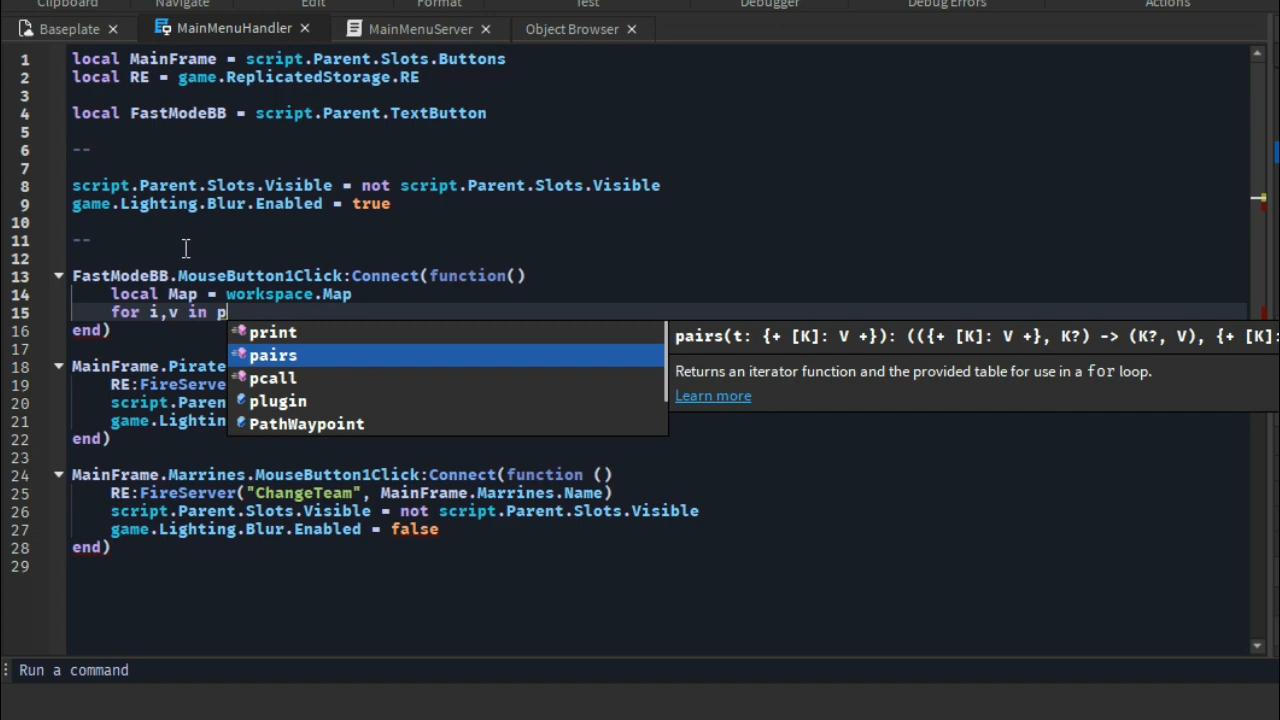 Clipboard Navigate Edit Format Test Debugger Debug Errors Actions
Baseplate MainMenuHandler MainMenuServer Object Browser
1 local MainFrame = script.Parent.Slots.Buttons
2 local RE = game.ReplicatedStorage.RE
3
4 local FastModeBB = script.Parent.TextButton
5
6 --
7
8 script.Parent.Slots.Visible = not script.Parent.Slots.Visible
9 game.Lighting.Blur.Enabled = true
10
11 --
12
13 FastModeBB.MouseButton1Click:Connect(function()
14 local Map = workspace.Map
15 for i,v in p
16 end)
17
18 MainFrame.Pirate
19 RE:FireServe
20 script.Paren
21 game.Lightin
22 end)
23
24 MainFrame.Marrines.MouseButton1Click:Connect(function ()
25 RE:FireServer("ChangeTeam", MainFrame.Marrines.Name)
26 script.Parent.Slots.Visible = not script.Parent.Slots.Visible
27 game.Lighting.Blur.Enabled = false
28 end)
29
print
pairs
pcall
plugin
PathWaypoint
pairs(t: {+ [K]: V +}): (({+ [K]: V +}, K?) -> (K?, V), {+ [K]:
Returns an iterator function and the provided table for use in a for loop.
Learn more
Run a command